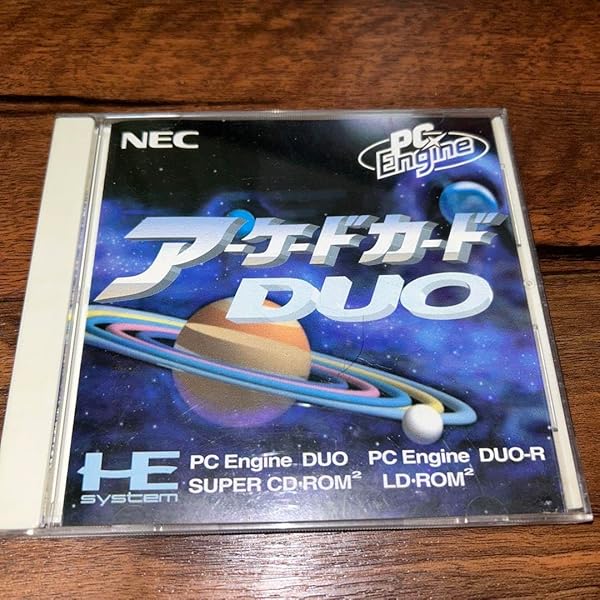 NEC
PC Engine
アーケードカード
DUO
HE system
PC Engine DUO PC Engine DUO-R
SUPER CD-ROM² LD-ROM²